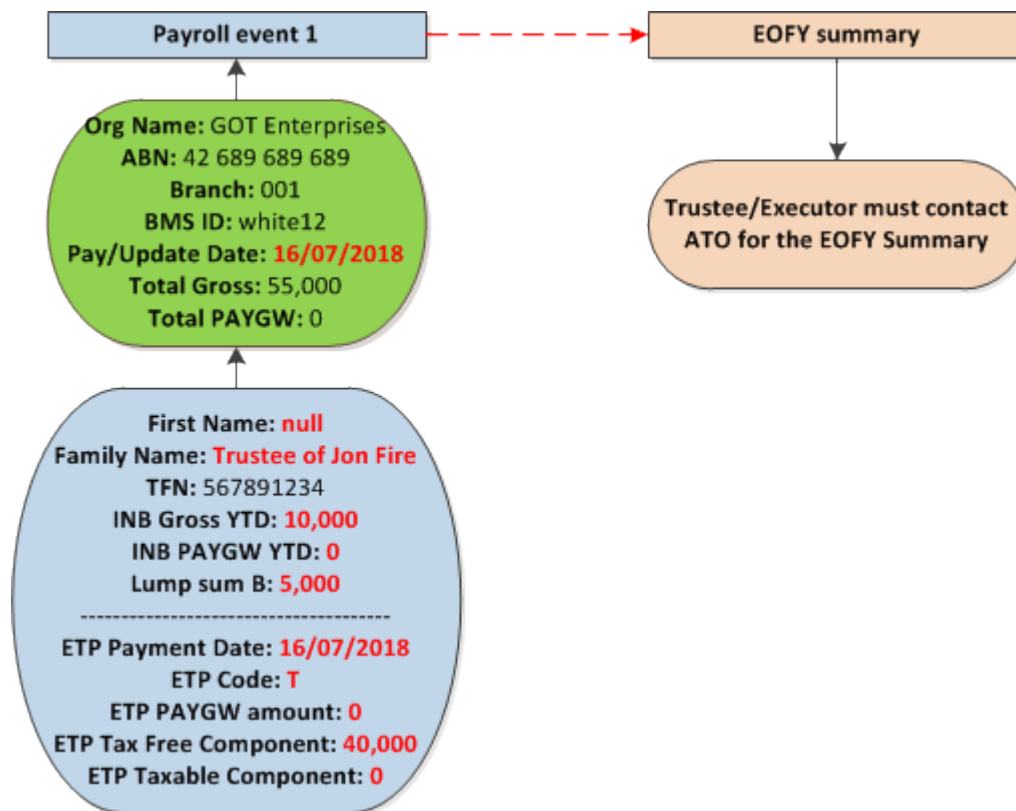 Payroll event 1
EOFY summary
Org Name: GOT Enterprises
ABN: 42 689 689 689
Branch: 001
BMS ID: white12
Pay/Update Date: 16/07/2018
Total Gross: 55,000
Total PAYGW: 0
Trustee/Executor must contact
ATO for the EOFY Summary
First Name: null
Family Name: Trustee of Jon Fire
TFN: 567891234
INB Gross YTD: 10,000
INB PAYGW YTD: 0
Lump sum B: 5,000
---------------------------------------
ETP Payment Date: 16/07/2018
ETP Code: T
ETP PAYGW amount: 0
ETP Tax Free Component: 40,000
ETP Taxable Component: 0